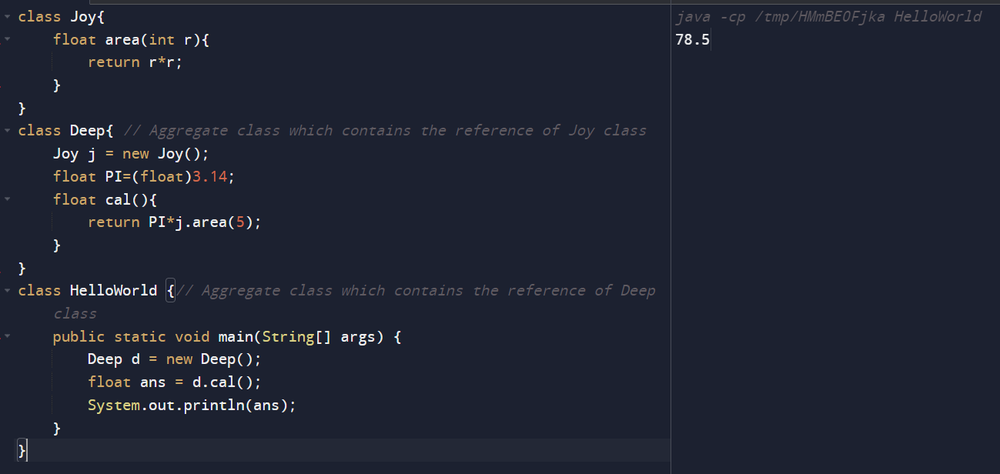 class Joy{
    float area(int r){
        return r*r;
    }
}
class Deep{ // Aggregate class which contains the reference of Joy class
    Joy j = new Joy();
    float PI=(float)3.14;
    float cal(){
        return PI*j.area(5);
    }
}
class HelloWorld {// Aggregate class which contains the reference of Deep
    class
    public static void main(String[] args) {
        Deep d = new Deep();
        float ans = d.cal();
        System.out.println(ans);
    }
}
java -cp /tmp/HMmBEOFjka HelloWorld
78.5